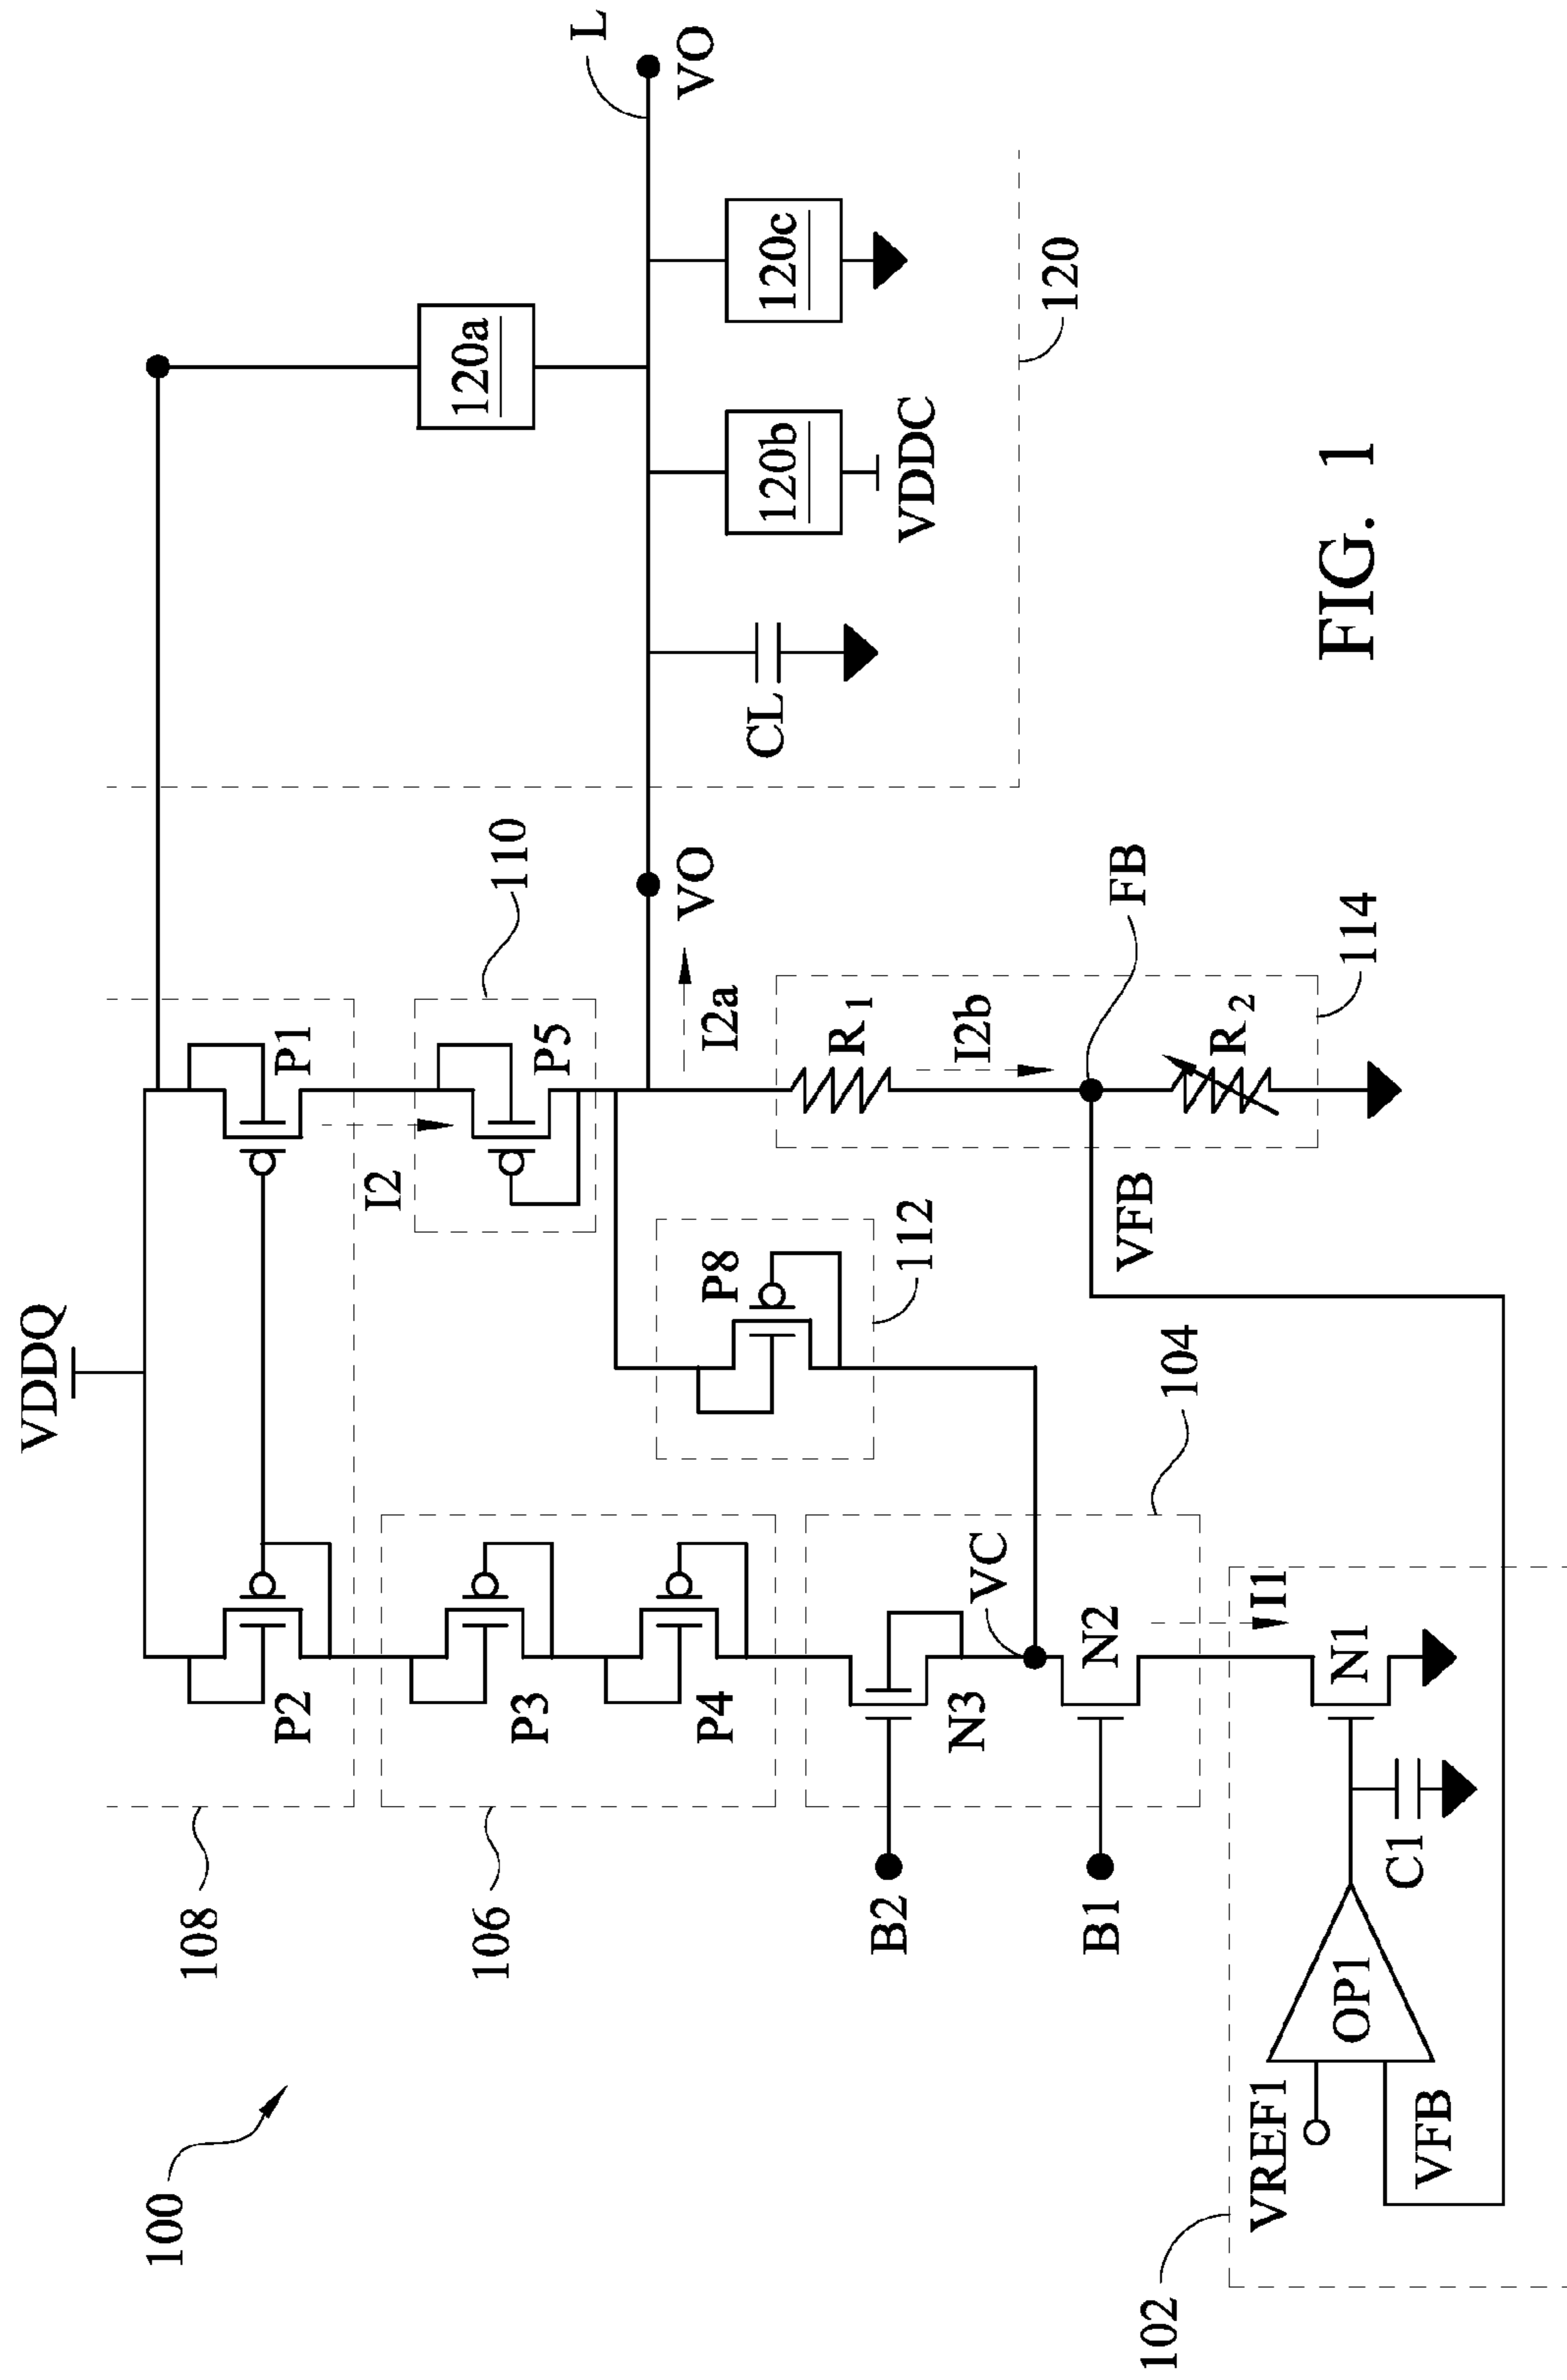 100
VDDQ
108
P2
P1
I2
106
P3
P4
110
P5
120a
L
VO
VO
I2a
P8
112
CL
120b
VDDC
120c
120
B2
N3
VC
104
B1
N2
I1
R1
I2b
FB
VFB
R2
114
102
VREF1
VFB
OP1
C1
N1
FIG. 1